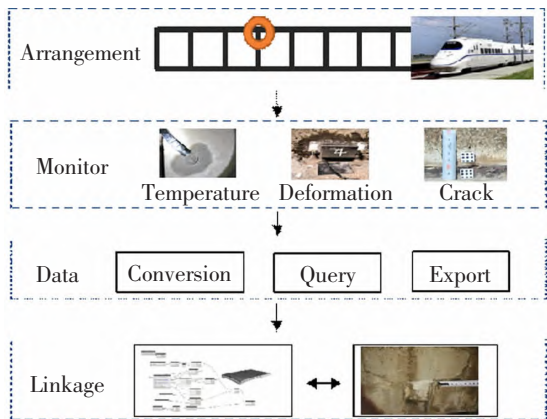 Arrangement
Monitor
Temperature Deformation Crack
Data
Conversion Query Export
Linkage